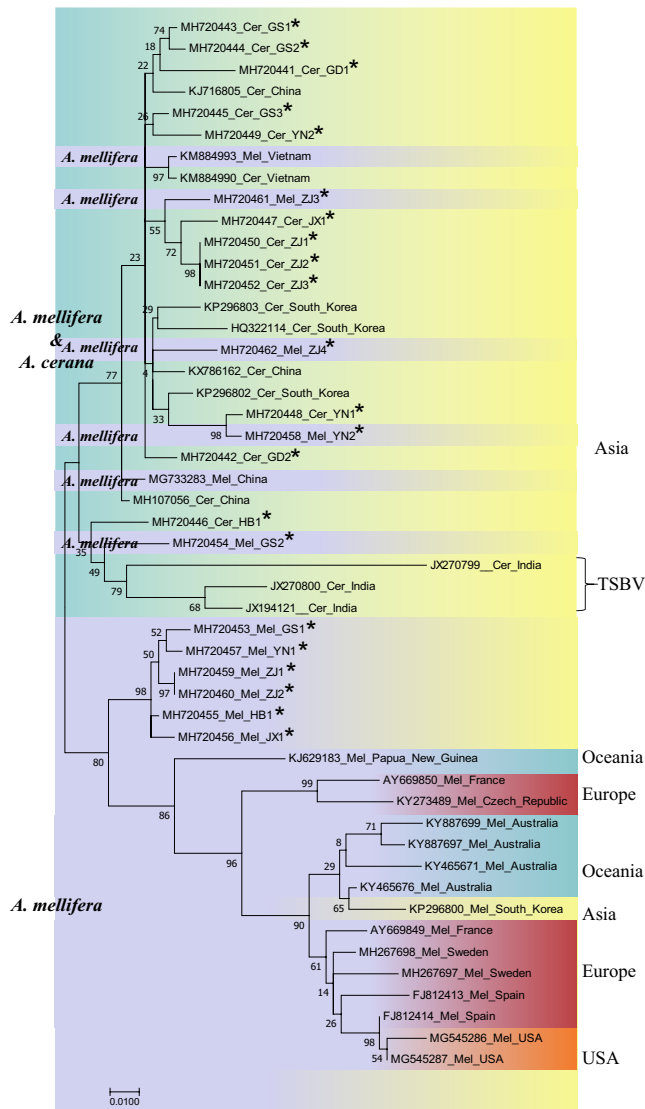 74
MH720443_Cer_GS1*
18
MH720444_Cer_GS2*
22
MH720441_Cer_GD1*
KJ716805_Cer_China
26
MH720445_Cer_GS3*
MH720449_Cer_YN2*
A. mellifera
KM884993_Mel_Vietnam
97
KM884990_Cer_Vietnam
A. mellifera
MH720461_Mel_ZJ3*
55
MH720447_Cer_JX1*
72
MH720450_Cer_ZJ1*
23
98
MH720451_Cer_ZJ2*
MH720452_Cer_ZJ3*
29
KP296803_Cer_South_Korea
A. mellifera
&
A. cerana
HQ322114_Cer_South_Korea
A. mellifera
MH720462_Mel_ZJ4*
77
4
KX786162_Cer_China
KP296802_Cer_South_Korea
33
MH720448_Cer_YN1*
A. mellifera
98
MH720458_Mel_YN2*
Asia
MH720442_Cer_GD2*
A. mellifera
MG733283_Mel_China
MH107056_Cer_China
MH720446_Cer_HB1*
A. mellifera
35
MH720454_Mel_GS2*
49
JX270799__Cer_India
79
JX270800_Cer_India
TSBV
68
JX194121__Cer_India
52
MH720453_Mel_GS1*
50
MH720457_Mel_YN1*
MH720459_Mel_ZJ1*
98
97
MH720460_Mel_ZJ2*
MH720455_Mel_HB1*
MH720456_Mel_JX1*
80
KJ629183_Mel_Papua_New_Guinea
Oceania
86
99
AY669850_Mel_France
Europe
KY273489_Mel_Czech_Republic
96
71
KY887699_Mel_Australia
8
KY887697_Mel_Australia
29
KY465671_Mel_Australia
Oceania
KY465676_Mel_Australia
A. mellifera
65
KP296800_Mel_South_Korea
Asia
90
AY669849_Mel_France
61
MH267698_Mel_Sweden
MH267697_Mel_Sweden
Europe
14
FJ812413_Mel_Spain
26
FJ812414_Mel_Spain
98
MG545286_Mel_USA
54
MG545287_Mel_USA
USA
0.0100